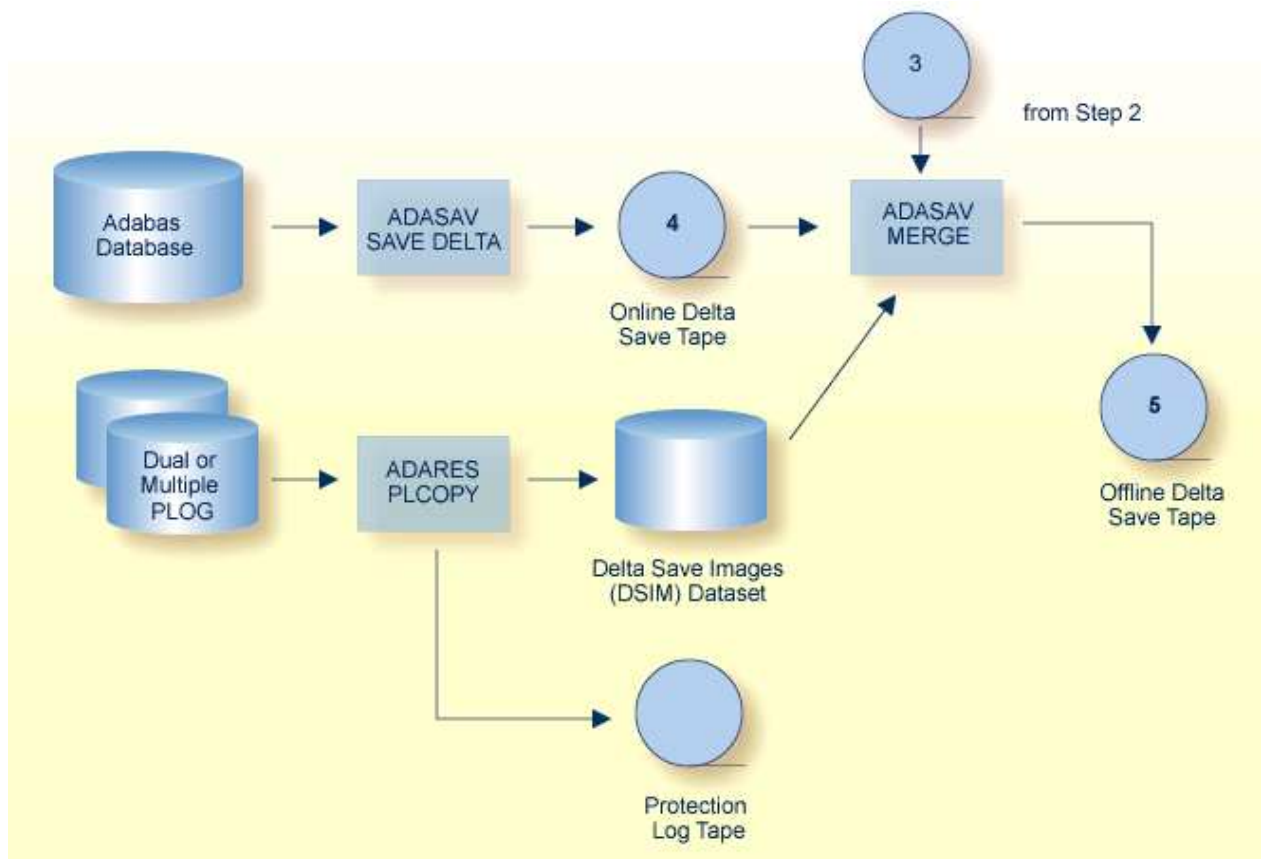 3
from Step 2
Adabas
Database
ADASAV
SAVE DELTA
4
ADASAV
MERGE
Online Delta
Save Tape
Dual or
Multiple
PLOG
ADARES
PLCOPY
5
Offline Delta
Save Tape
Delta Save Images
(DSIM) Dataset
Protection
Log Tape